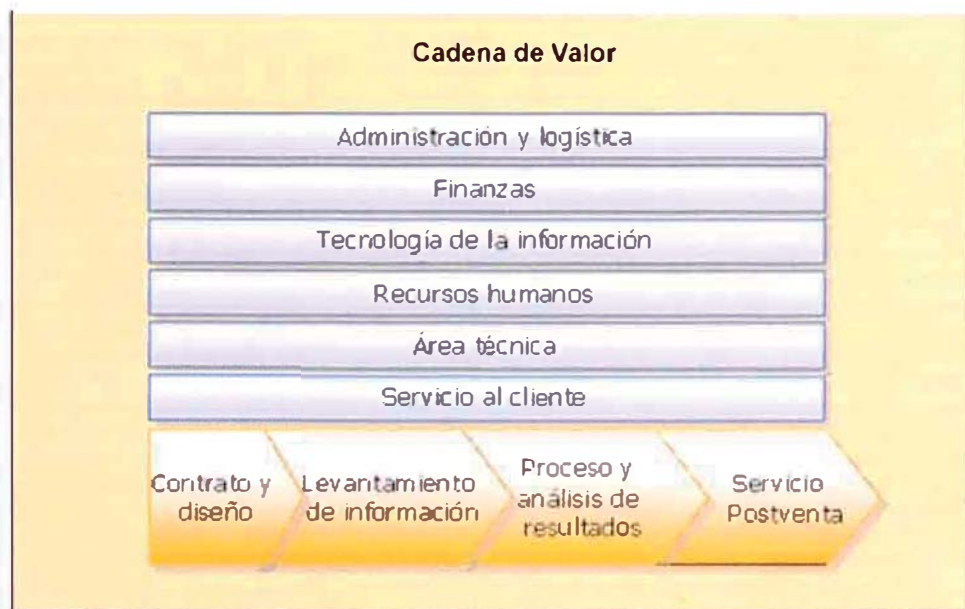 Cadena de Valor
Administración y logística
Finanzas
Tecnología de la información
Recursos humanos
Área técnica
Servicio al cliente
Contrato y
diseño
Levantamiento
de información
Proceso y
análisis de
resultados
Servicio
Postventa